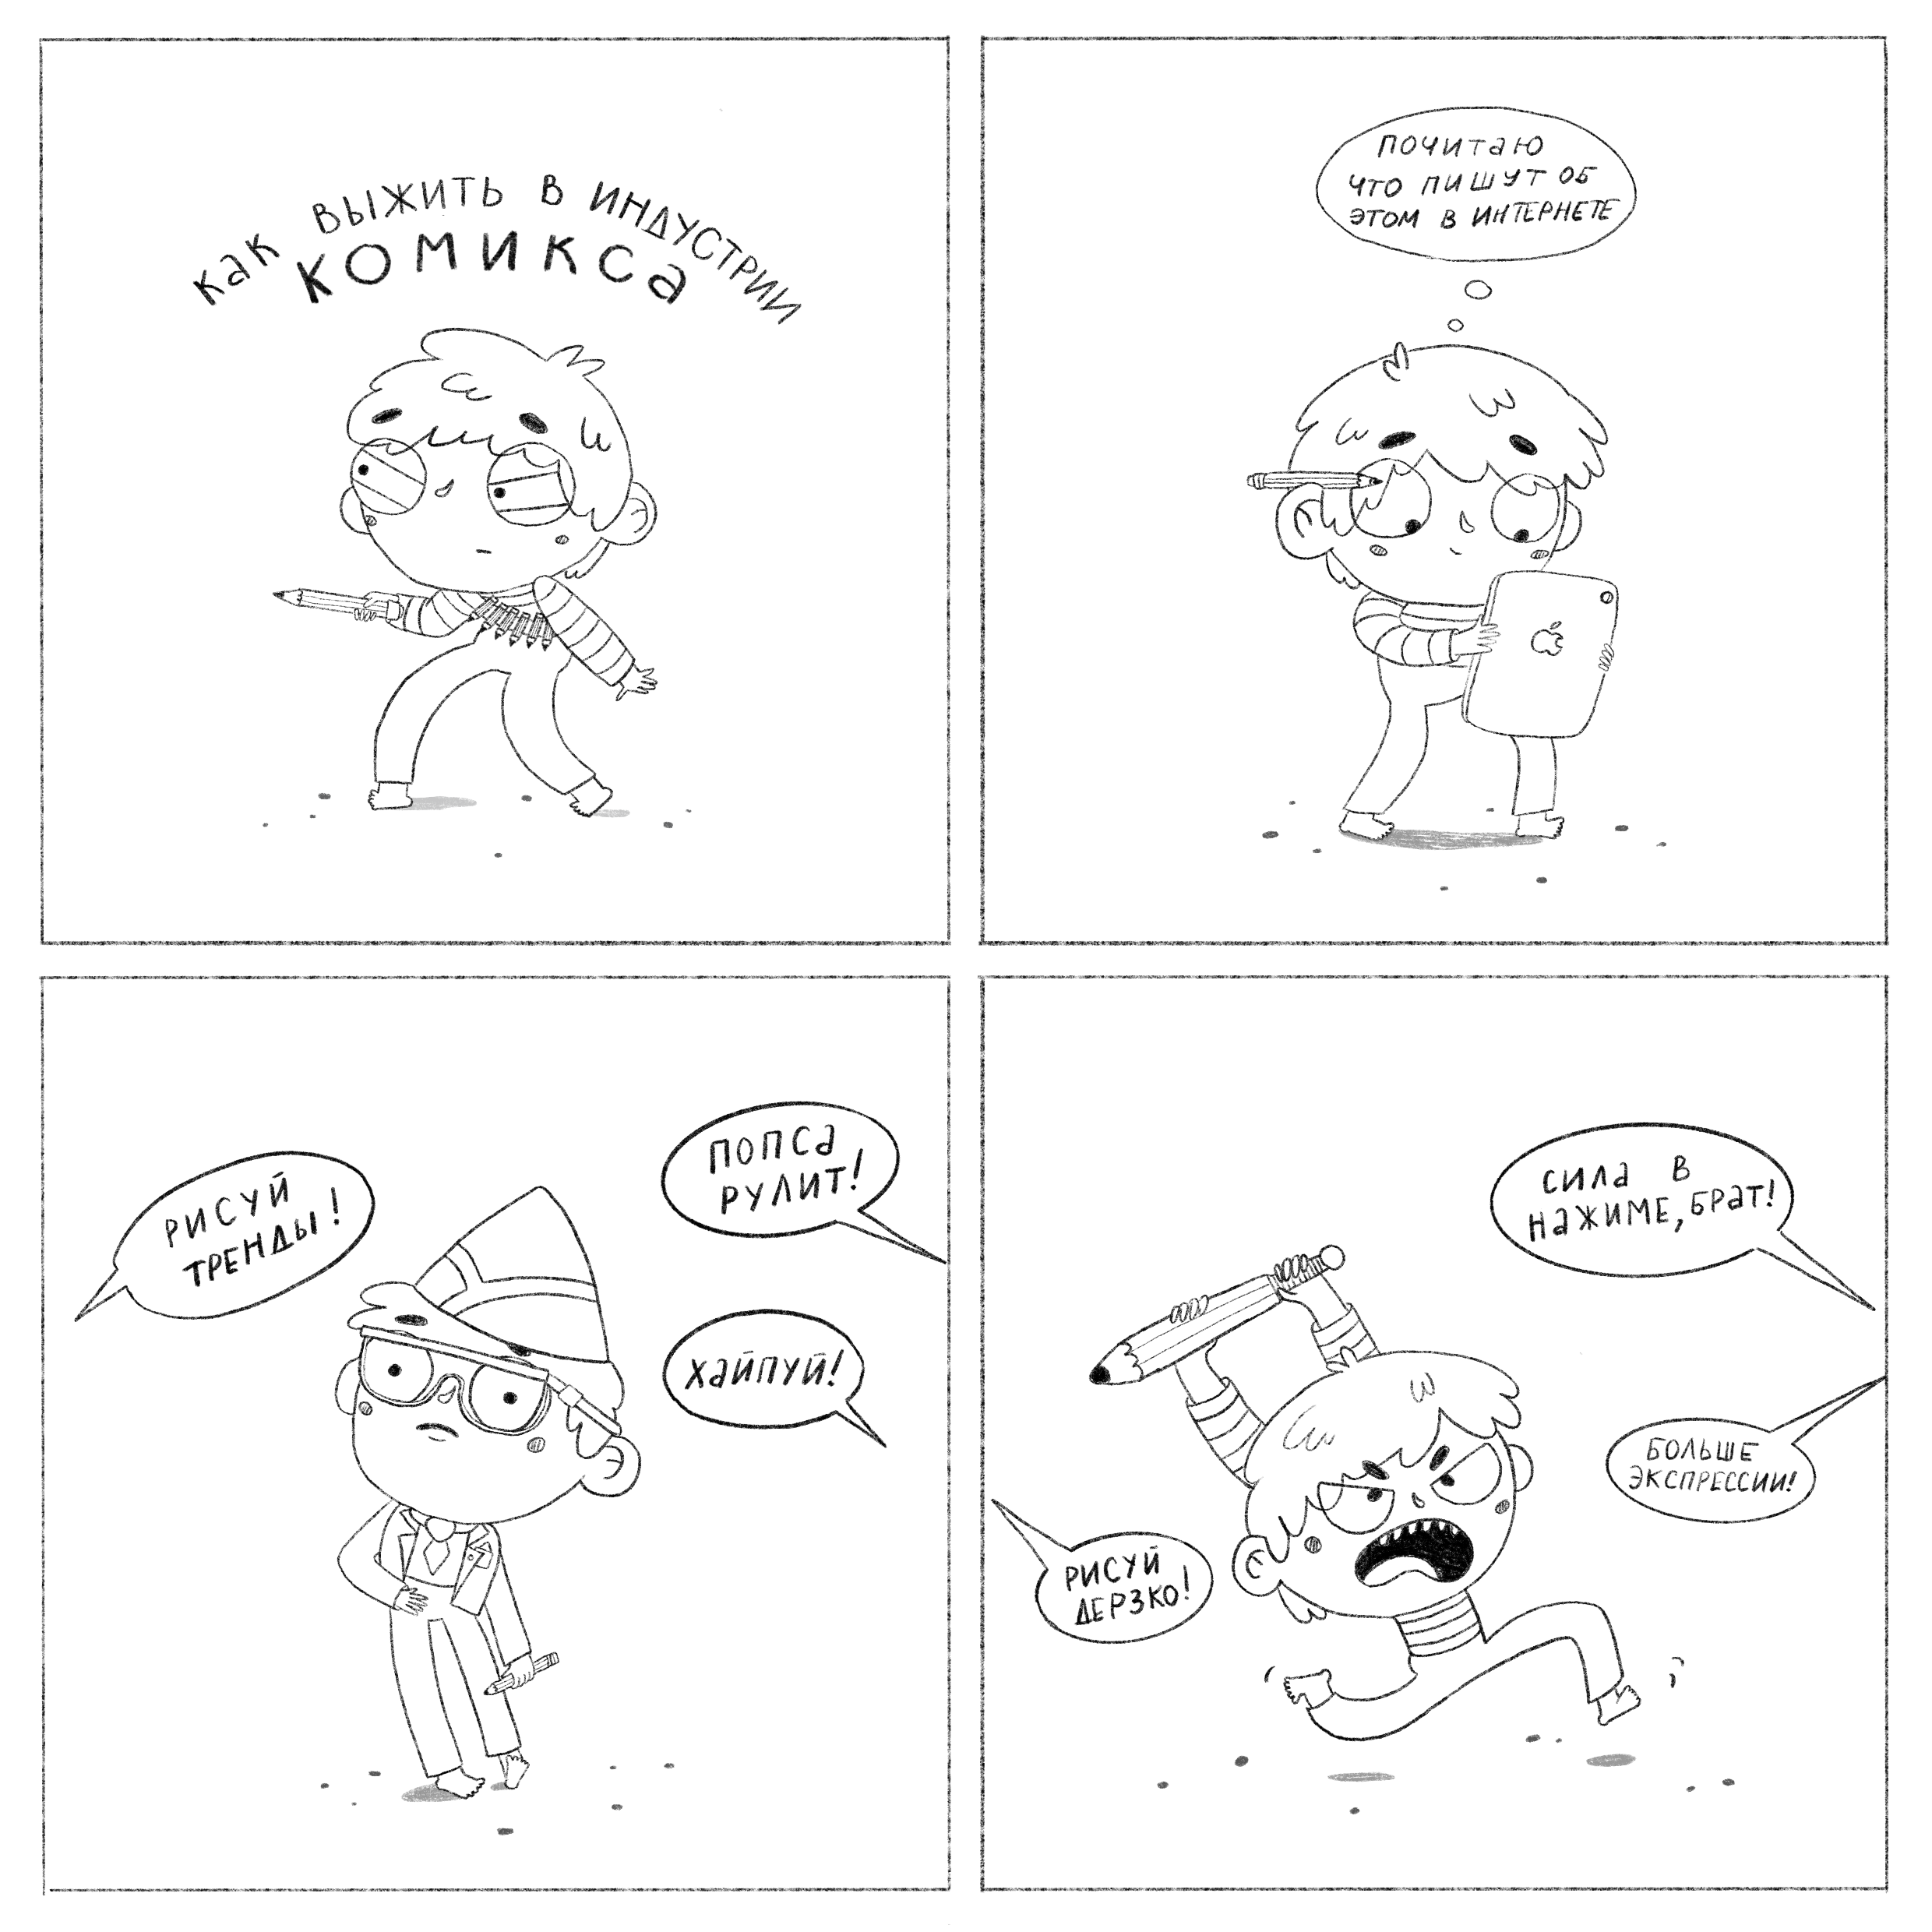 как выжить в индустрии
комикса
почитаю
что пишут об
этом в интернете
рисуй
тренды!
попса
рулит!
хайпуй!
сила в
нажиме, брат!
больше
экспрессии!
рисуй
дерзко!